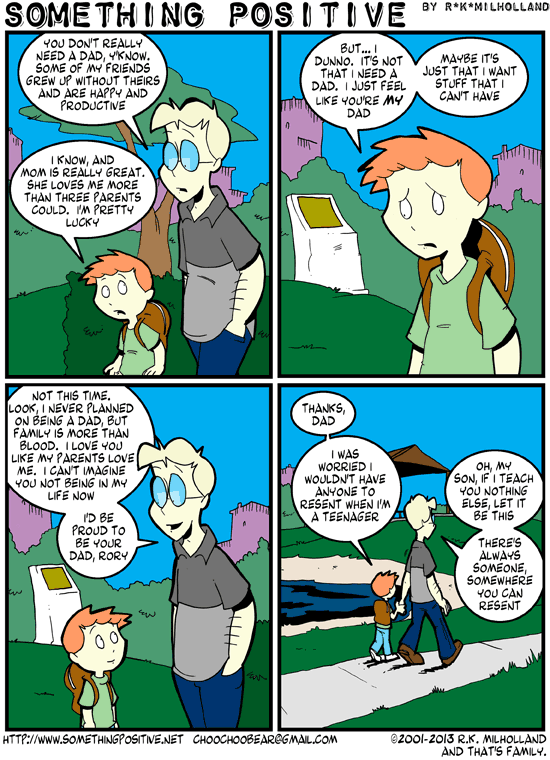 SOMETHING POSITIVE
BY R*K*MILHOLLAND
YOU DON'T REALLY
NEED A DAD, Y'KNOW.
SOME OF MY FRIENDS
GREW UP WITHOUT THEIRS
AND ARE HAPPY AND
PRODUCTIVE
I KNOW, AND
MOM IS REALLY GREAT.
SHE LOVES ME MORE
THAN THREE PARENTS
COULD. I'M PRETTY
LUCKY
BUT... I
DUNNO. IT'S NOT
THAT I NEED A
DAD. I JUST FEEL
LIKE YOU'RE MY
DAD
MAYBE IT'S
JUST THAT I WANT
STUFF THAT I
CAN'T HAVE
NOT THIS TIME.
LOOK, I NEVER PLANNED
ON BEING A DAD, BUT
FAMILY IS MORE THAN
BLOOD. I LOVE YOU
LIKE MY PARENTS LOVE
ME. I CAN'T IMAGINE
YOU NOT BEING IN MY
LIFE NOW
I'D BE
PROUD TO
BE YOUR
DAD, RORY
THANKS,
DAD
I WAS
WORRIED I
WOULDN'T HAVE
ANYONE TO
RESENT WHEN I'M
A TEENAGER
OH, MY
SON, IF I TEACH
YOU NOTHING
ELSE, LET IT
BE THIS
THERE'S
ALWAYS
SOMEONE,
SOMEWHERE
YOU CAN
RESENT
HTTP://WWW.SOMETHINGPOSITIVE.NET CHOOCHOOBEAR@GMAIL.COM
©2001-2013 R.K. MILHOLLAND
AND THAT'S FAMILY.